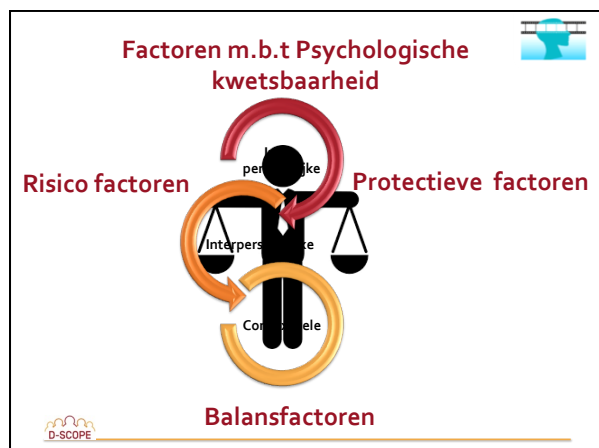 Factoren m.b.t Psychologische
kwetsbaarheid
Risico factoren
Protectieve factoren
Balansfactoren
D-SCOPE